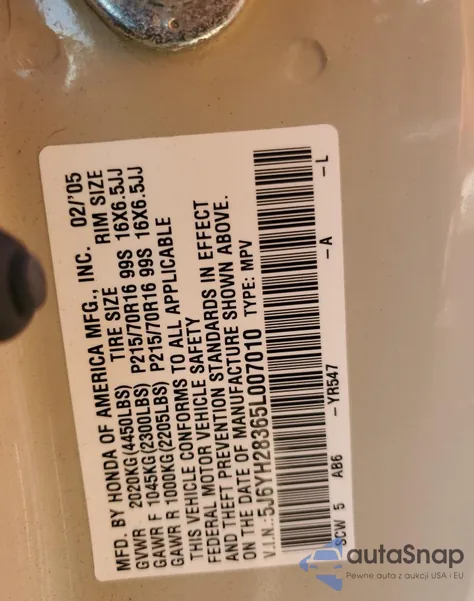 MFD. BY HONDA OF AMERICA MFG., INC. 02/'05
TIRE SIZE RIM SIZE
GVWR 2020KG(4450LBS)
GAWR F 1045KG(2300LBS) P215/70R16 99S 16X6.5JJ
GAWR R 1000KG(2205LBS) P215/70R16 99S 16X6.5JJ
THIS VEHICLE CONFORMS TO ALL APPLICABLE
FEDERAL MOTOR VEHICLE SAFETY
AND THEFT PREVENTION STANDARDS IN EFFECT
ON THE DATE OF MANUFACTURE SHOWN ABOVE.
V.I.N.:5J6YH28365L007010 TYPE: MPV
SCW 5 AB6 -YR547 -A -L
autoSnap
Pewne auta z aukcji USA i EU